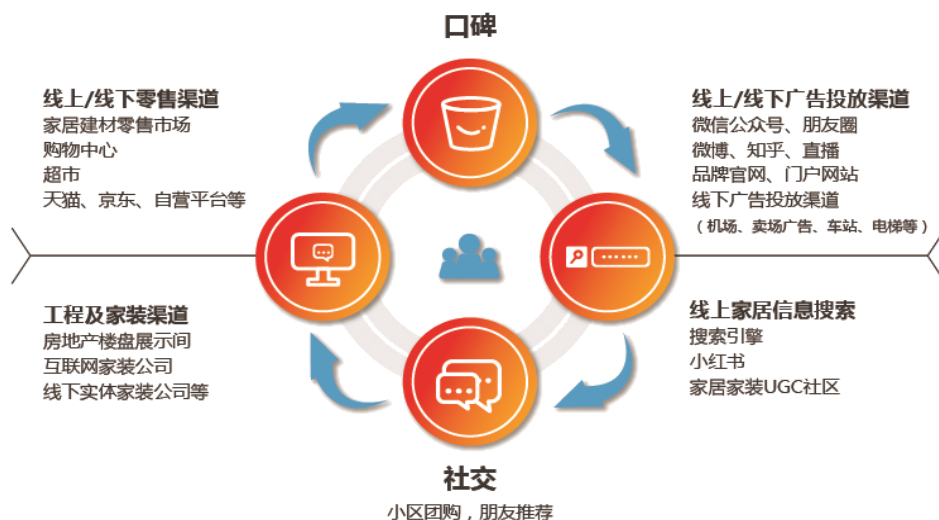 口碑
线上/线下零售渠道
家居建材零售市场
购物中心
超市
天猫、京东、自营平台等
线上/线下广告投放渠道
微信公众号、朋友圈
微博、知乎、直播
品牌官网、门户网站
线下广告投放渠道
（机场、卖场广告、车站、电梯等）
工程及家装渠道
房地产楼盘展示间
互联网家装公司
线下实体家装公司等
线上家居信息搜索
搜索引擎
小红书
家居家装UGC社区
社交
小区团购，朋友推荐